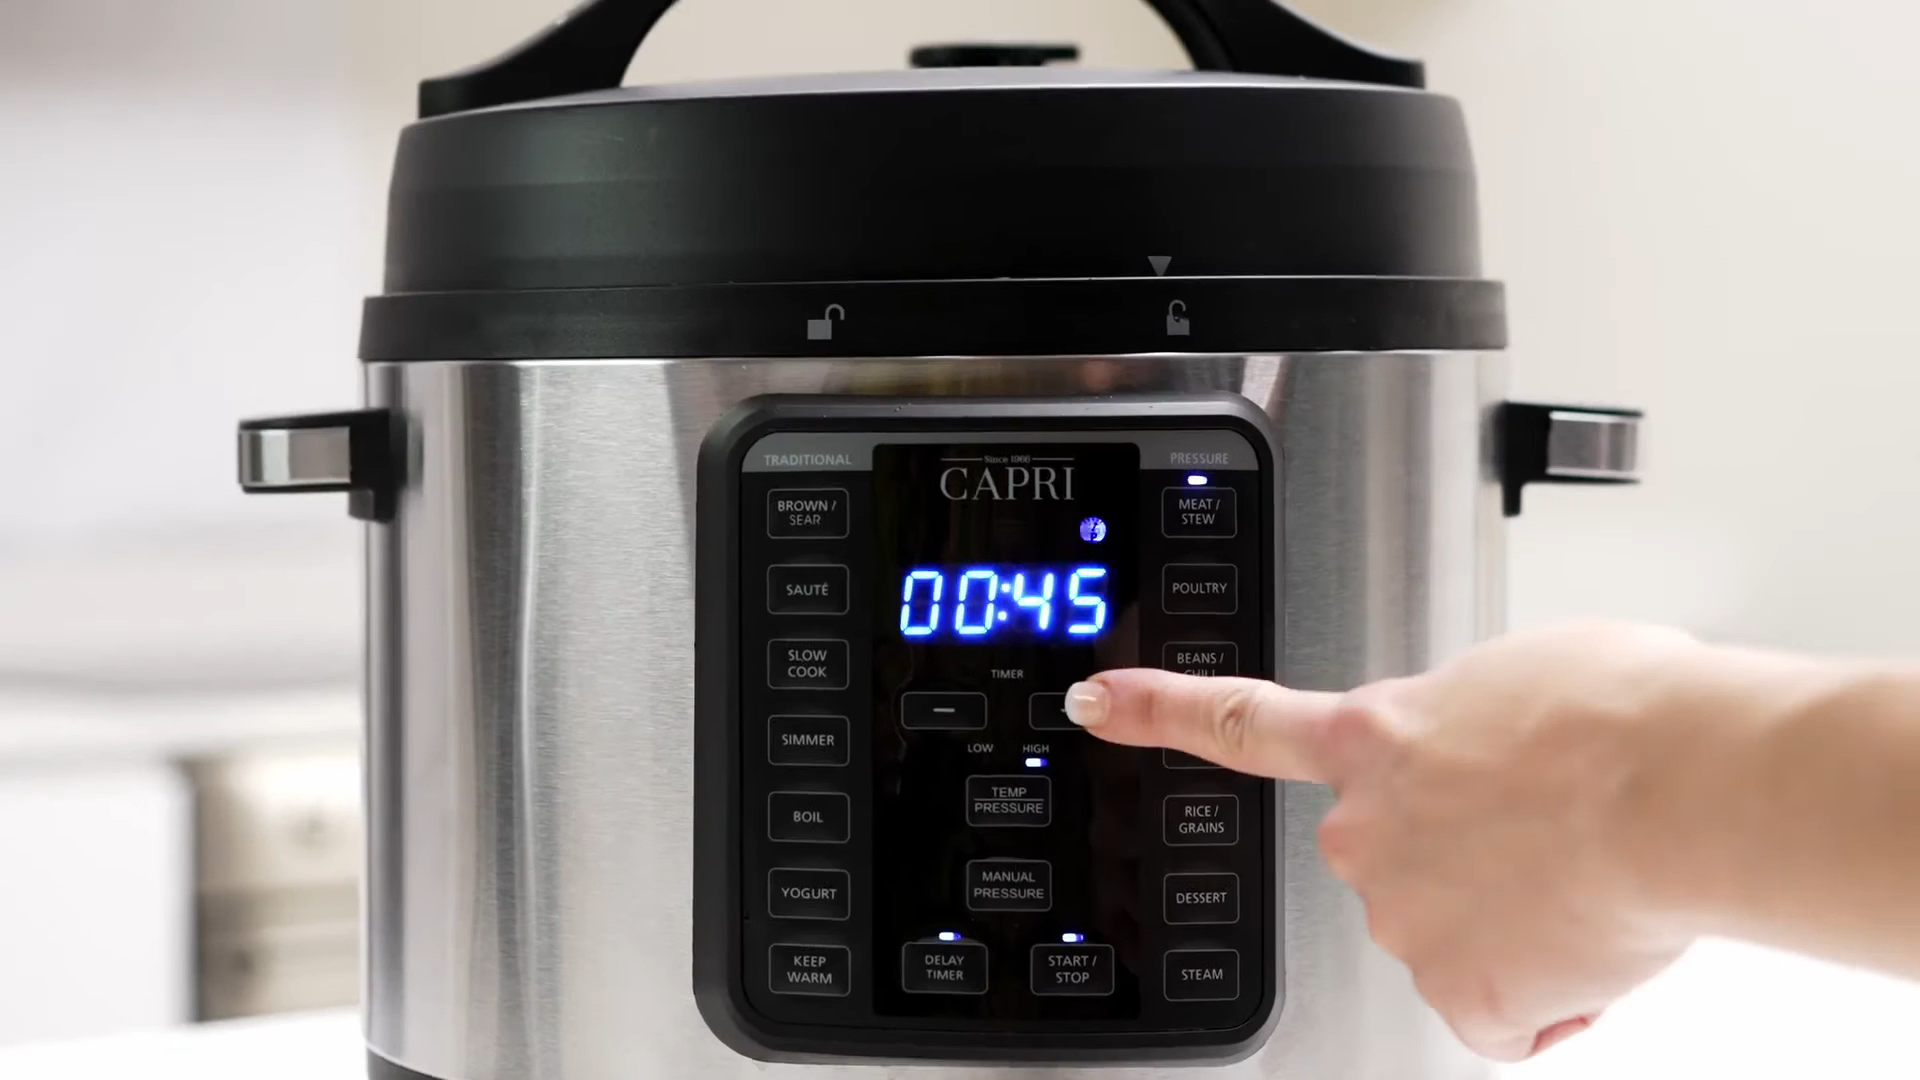 TRADITIONAL
BROWN /
SEAR
SAUTÉ
SLOW
COOK
SIMMER
BOIL
YOGURT
KEEP
WARM
Since 1966
CAPRI
00:45
TIMER
−
LOW HIGH
TEMP
PRESSURE
MANUAL
PRESSURE
DELAY
TIMER
START /
STOP
PRESSURE
MEAT /
STEW
POULTRY
BEANS /
CHILI
RICE /
GRAINS
DESSERT
STEAM